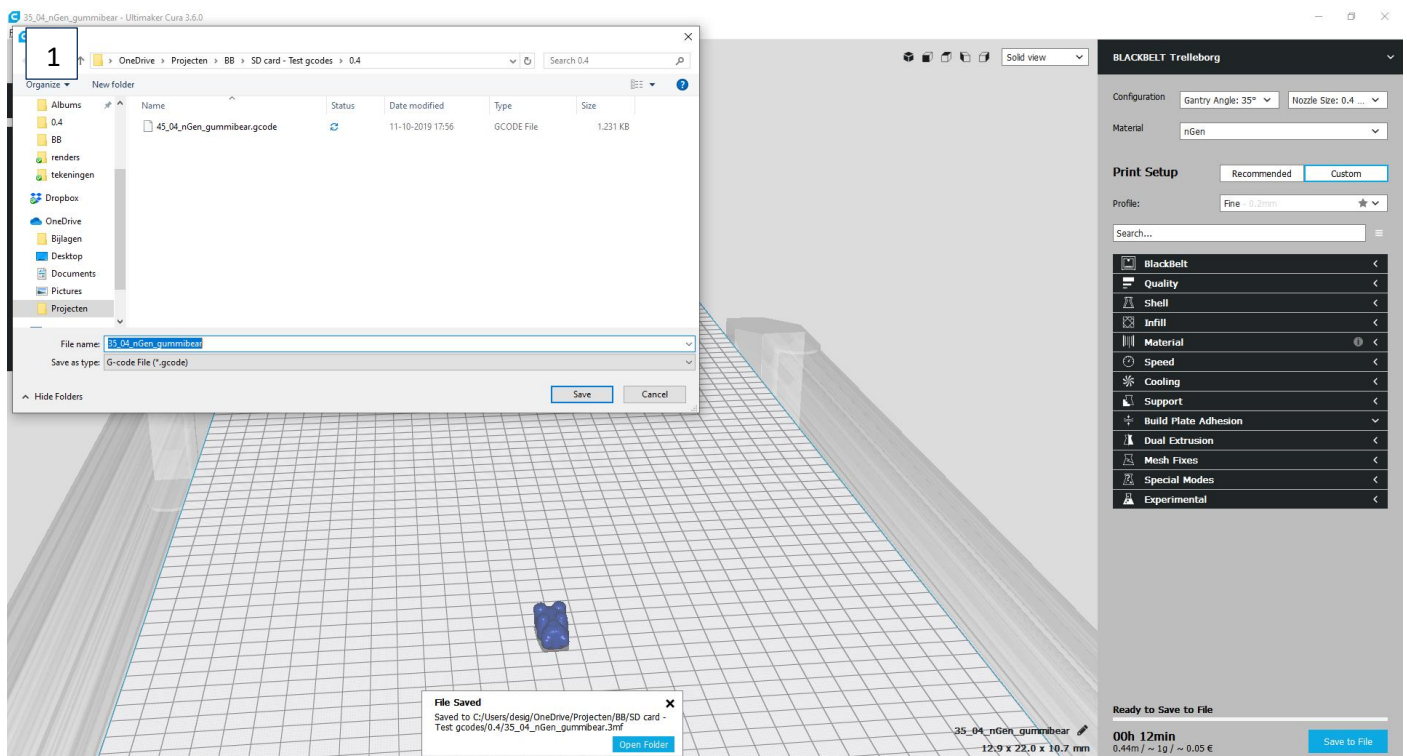 35_04_nGen_gummibear - Ultimaker Cura 3.6.0
1
OneDrive > Projecten > BB > SD card - Test gcodes > 0.4
Search 0.4
Organize
New folder
Albums
0.4
BB
renders
tekeningen
Dropbox
OneDrive
Bijlagen
Desktop
Documents
Pictures
Projecten
Name Status Date modified Type Size
45_04_nGen_gummibear.gcode 11-10-2019 17:56 GCODE File 1.231 KB
File name: 35_04_nGen_gummibear
Save as type: G-code File (*.gcode)
Hide Folders
Save
Cancel
Solid view
BLACKBELT Trelleborg
Configuration
Gantry Angle: 35°
Nozzle Size: 0.4 ...
Material
nGen
Print Setup
Recommended
Custom
Profile:
Fine - 0.2mm
Search...
BlackBelt
Quality
Shell
Infill
Material
Speed
Cooling
Support
Build Plate Adhesion
Dual Extrusion
Mesh Fixes
Special Modes
Experimental
File Saved
Saved to C:/Users/desig/OneDrive/Projecten/BB/SD card -
Test gcodes/0.4/35_04_nGen_gummibear.3mf
Open Folder
35_04_nGen_gummibear
12.9 x 22.0 x 10.7 mm
Ready to Save to File
00h 12min
0.44m / ~ 1g / ~ 0.05 €
Save to File